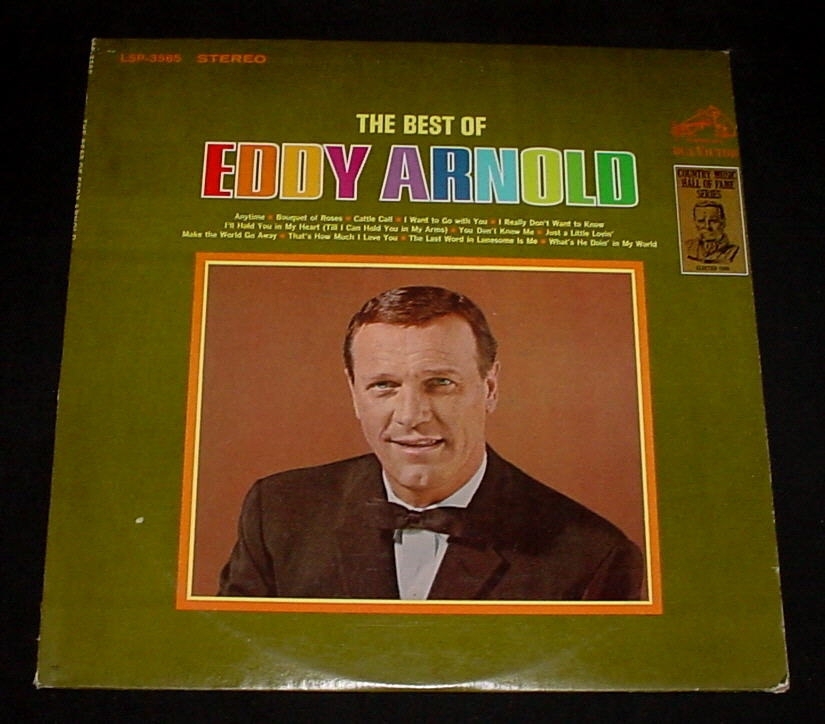 LSP-3565 STEREO
THE BEST OF
EDDY ARNOLD
Anytime • Bouquet of Roses • Cattle Call • I Want to Go with You • I Really Don't Want to Know
I'll Hold You in My Heart (Till I Can Hold You in My Arms) • You Don't Know Me • Just a Little Lovin'
Make the World Go Away • That's How Much I Love You • The Last Word in Lonesome Is Me • What's He Doin' in My World
COUNTRY MUSIC
HALL OF FAME
SERIES